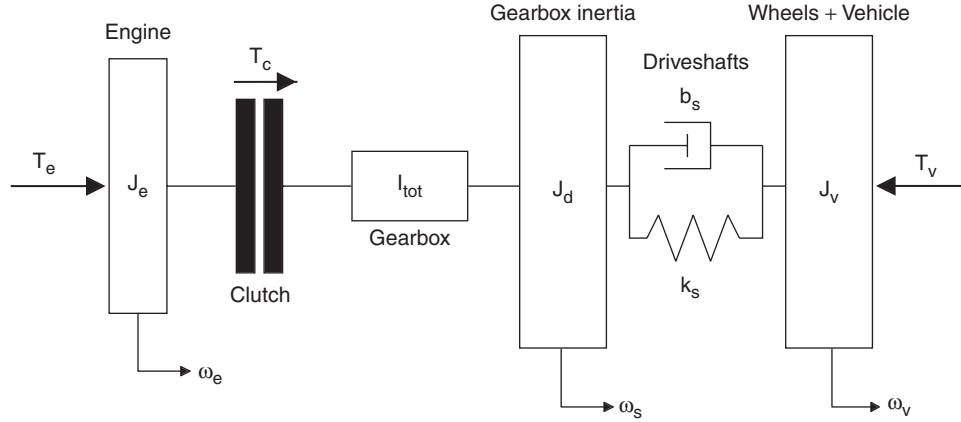 Engine
Gearbox inertia
Wheels + Vehicle
T_c
Driveshafts
b_s
T_e
J_e
I_tot
J_d
J_v
T_v
Gearbox
Clutch
k_s
ω_e
ω_s
ω_v